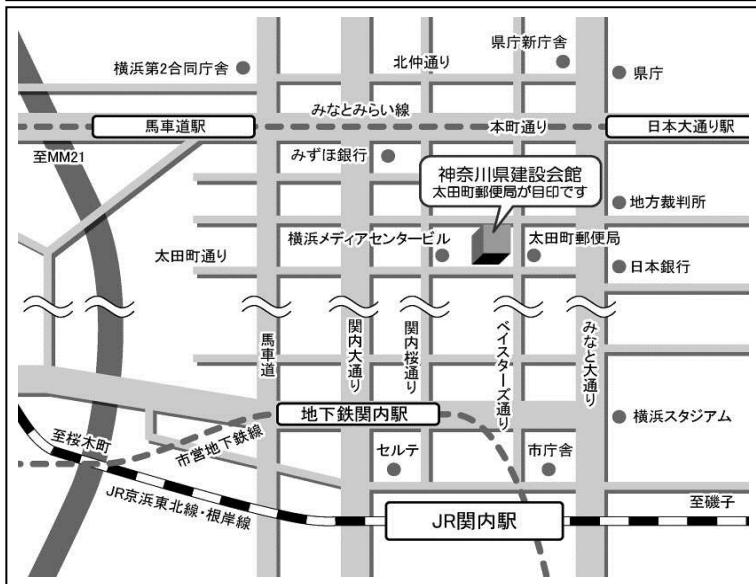 横浜第2合同庁舎
北仲通り
県庁新庁舎
県庁
みなとみらい線
馬車道駅
本町通り
日本大通り駅
至MM21
みずほ銀行
神奈川県建設会館
太田町郵便局が目印です
地方裁判所
太田町通り
横浜メディアセンタービル
太田町郵便局
日本銀行
馬車道
関内大通り
関内桜通り
ベイスターズ通り
みなと大通り
地下鉄関内駅
横浜スタジアム
至桜木町
市営地下鉄線
セルテ
市庁舎
JR京浜東北線・根岸線
JR関内駅
至磯子